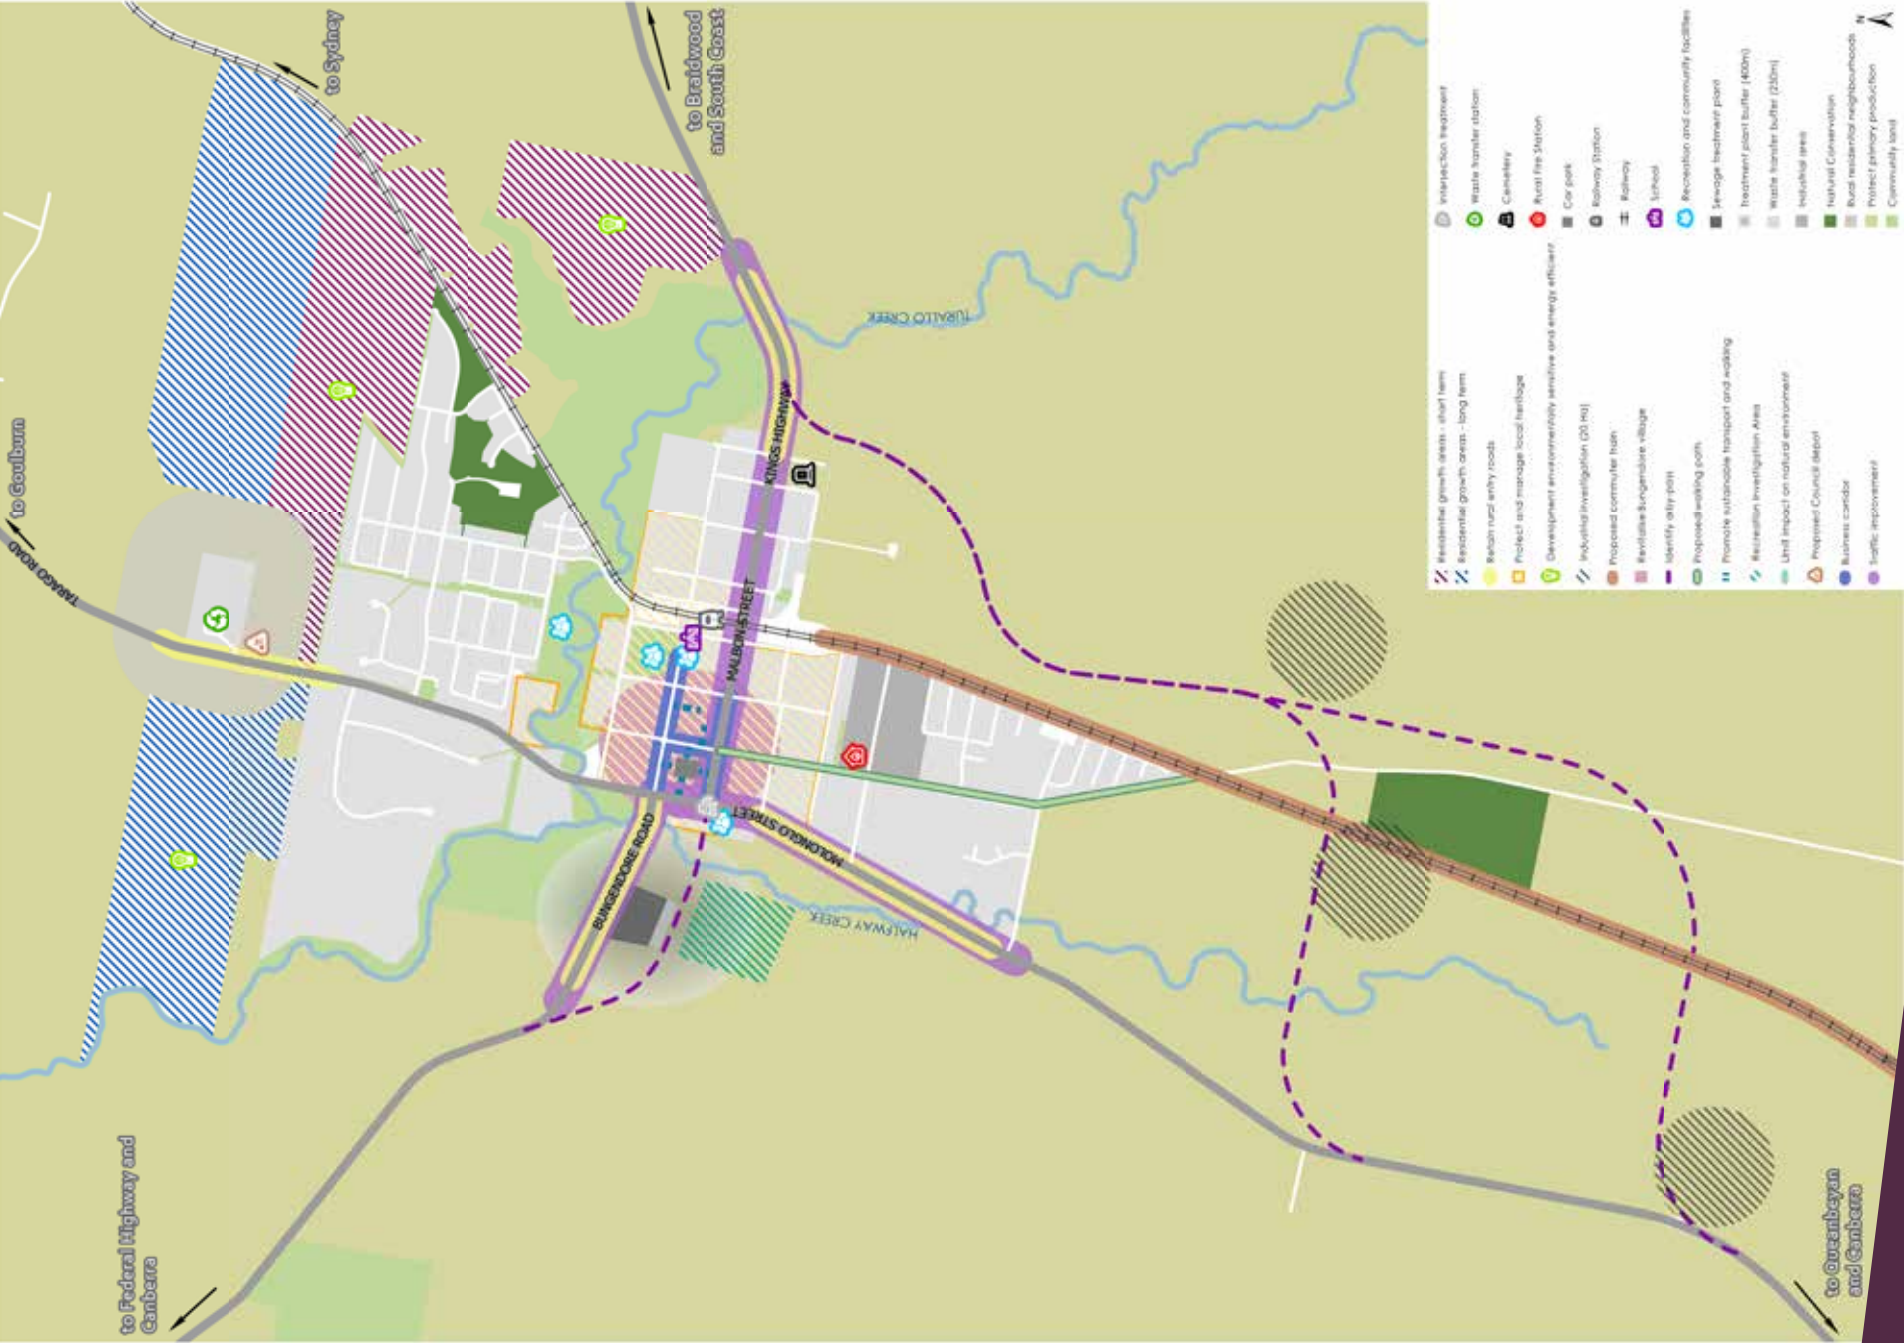 to Sydney
to Braidwood
and South Coast
to Goulburn
TARAGO ROAD
TURALLO CREEK
KINGS HIGHWAY
MALBON STREET
BUNGENDORE ROAD
MOLONGLO STREET
HALFWAY CREEK
to Federal Highway and
Canberra
to Queanbeyan
and Canberra
Residential growth areas - short term
Residential growth areas - long term
Retain rural entry roads
Protect and manage local heritage
Development environmentally sensitive and energy efficient
Industrial investigation (20 Ha)
Proposed commuter train
Revitalise Bungendore village
Identify a by-pass
Proposed walking path
Promote sustainable transport and walking
Recreation Investigation Area
Limit impact on natural environment
Proposed Council depot
Business corridor
Traffic improvement
Intersection treatment
Waste transfer station
Cemetery
Rural Fire Station
Car park
Railway Station
Railway
School
Recreation and community facilities
Sewage treatment plant
Treatment plant buffer (400m)
Waste transfer buffer (250m)
Industrial area
Natural Conservation
Rural residential neighbourhoods
Protect primary production
Community land
N